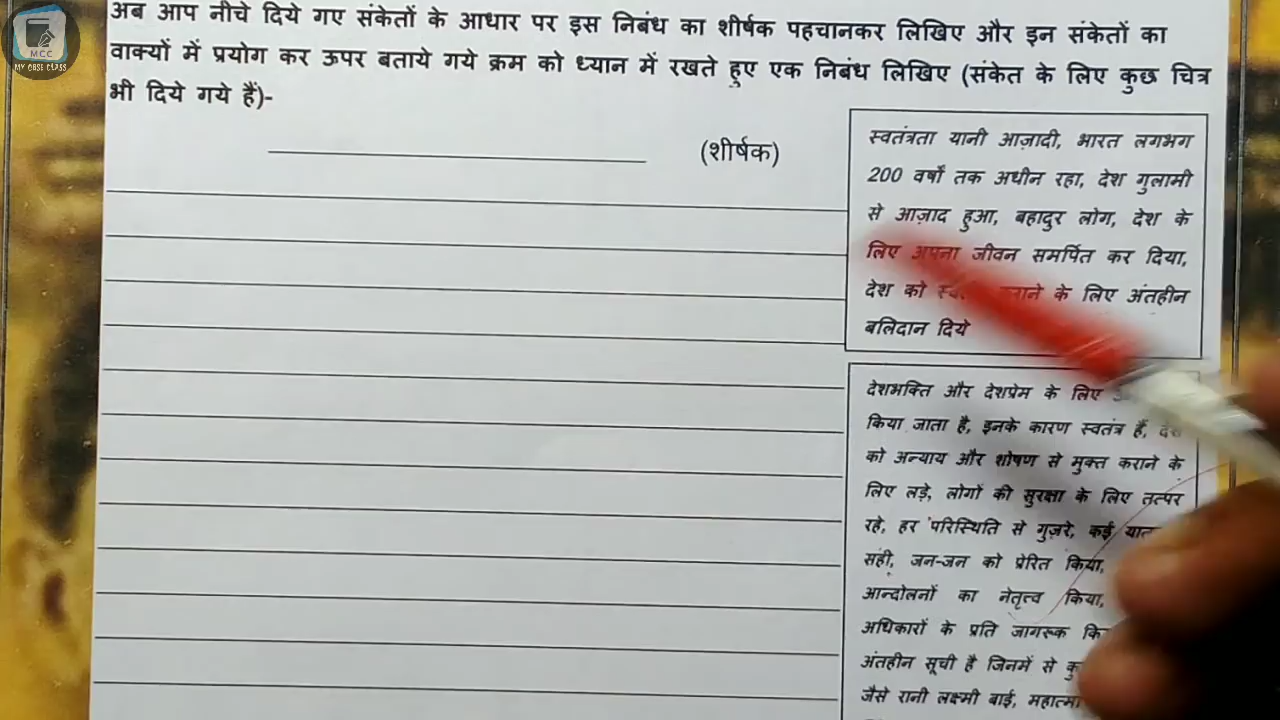 अब आप नीचे दिये गए संकेतों के आधार पर इस निबंध का शीर्षक पहचानकर लिखिए और इन संकेतों का
वाक्यों में प्रयोग कर ऊपर बताये गये क्रम को ध्यान में रखते हुए एक निबंध लिखिए (संकेत के लिए कुछ चित्र
भी दिये गये हैं)-
(शीर्षक)
स्वतंत्रता यानी आज़ादी, भारत लगभग
200 वर्षों तक अधीन रहा, देश गुलामी
से आज़ाद हुआ, बहादुर लोग, देश के
लिए अपना जीवन समर्पित कर दिया,
देश को के लिए अंतहीन
बलिदान दिये
देशभक्ति और देशप्रेम के लिए
किया जाता है, इनके कारण स्वतंत्र हैं,
को अन्याय और शोषण से मुक्त कराने के
लिए लड़े, लोगों की सुरक्षा के लिए तत्पर
रहे, हर परिस्थिति से गुज़रे, कई
सही, जन-जन को प्रेरित किया,
आन्दोलनों का नेतृत्त्व किया,
अधिकारों के प्रति जागरूक
अंतहीन सूची है जिनमें से
जैसे रानी लक्ष्मी बाई,
MCC
MY CBSE CLASS